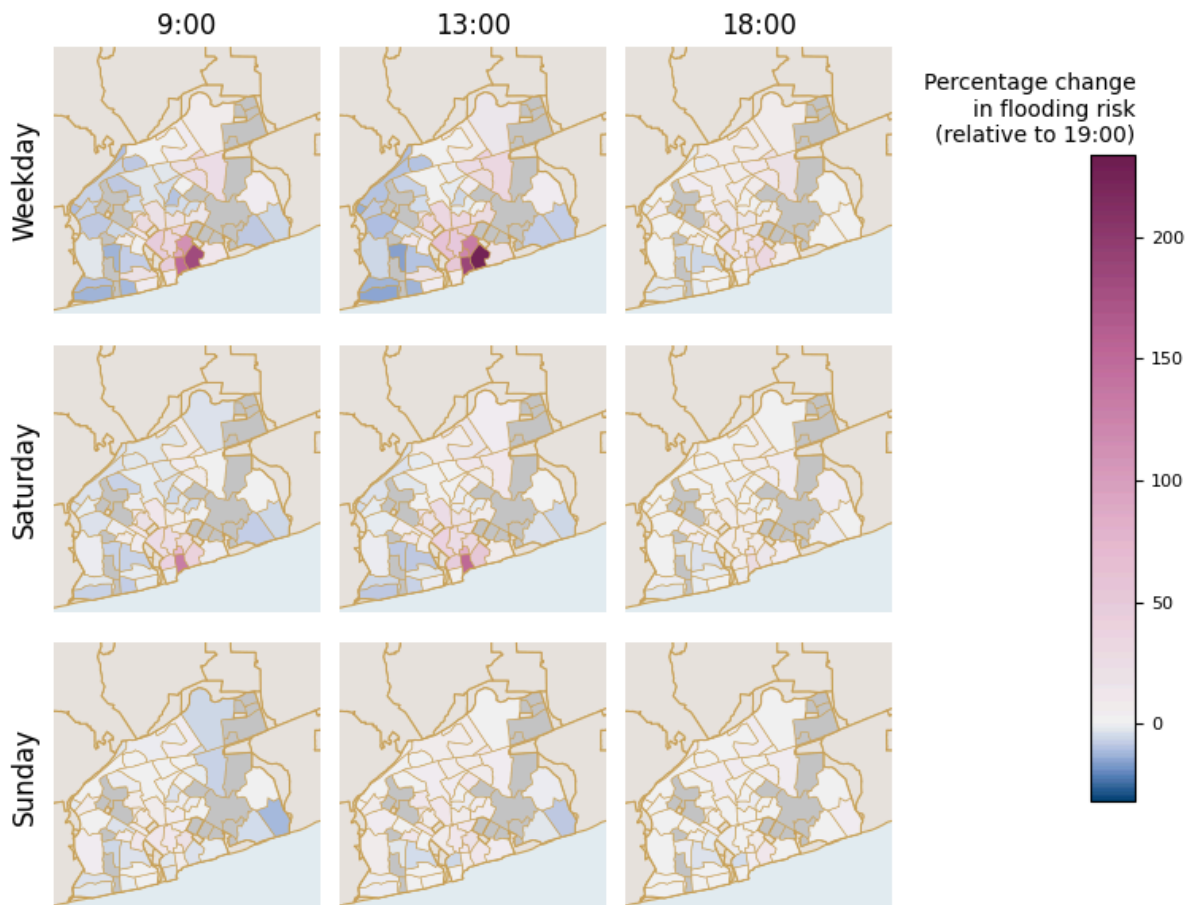 9:00 13:00 18:00
Percentage change
in flooding risk
(relative to 19:00)
Weekday
200
150
Saturday
100
50
0
Sunday